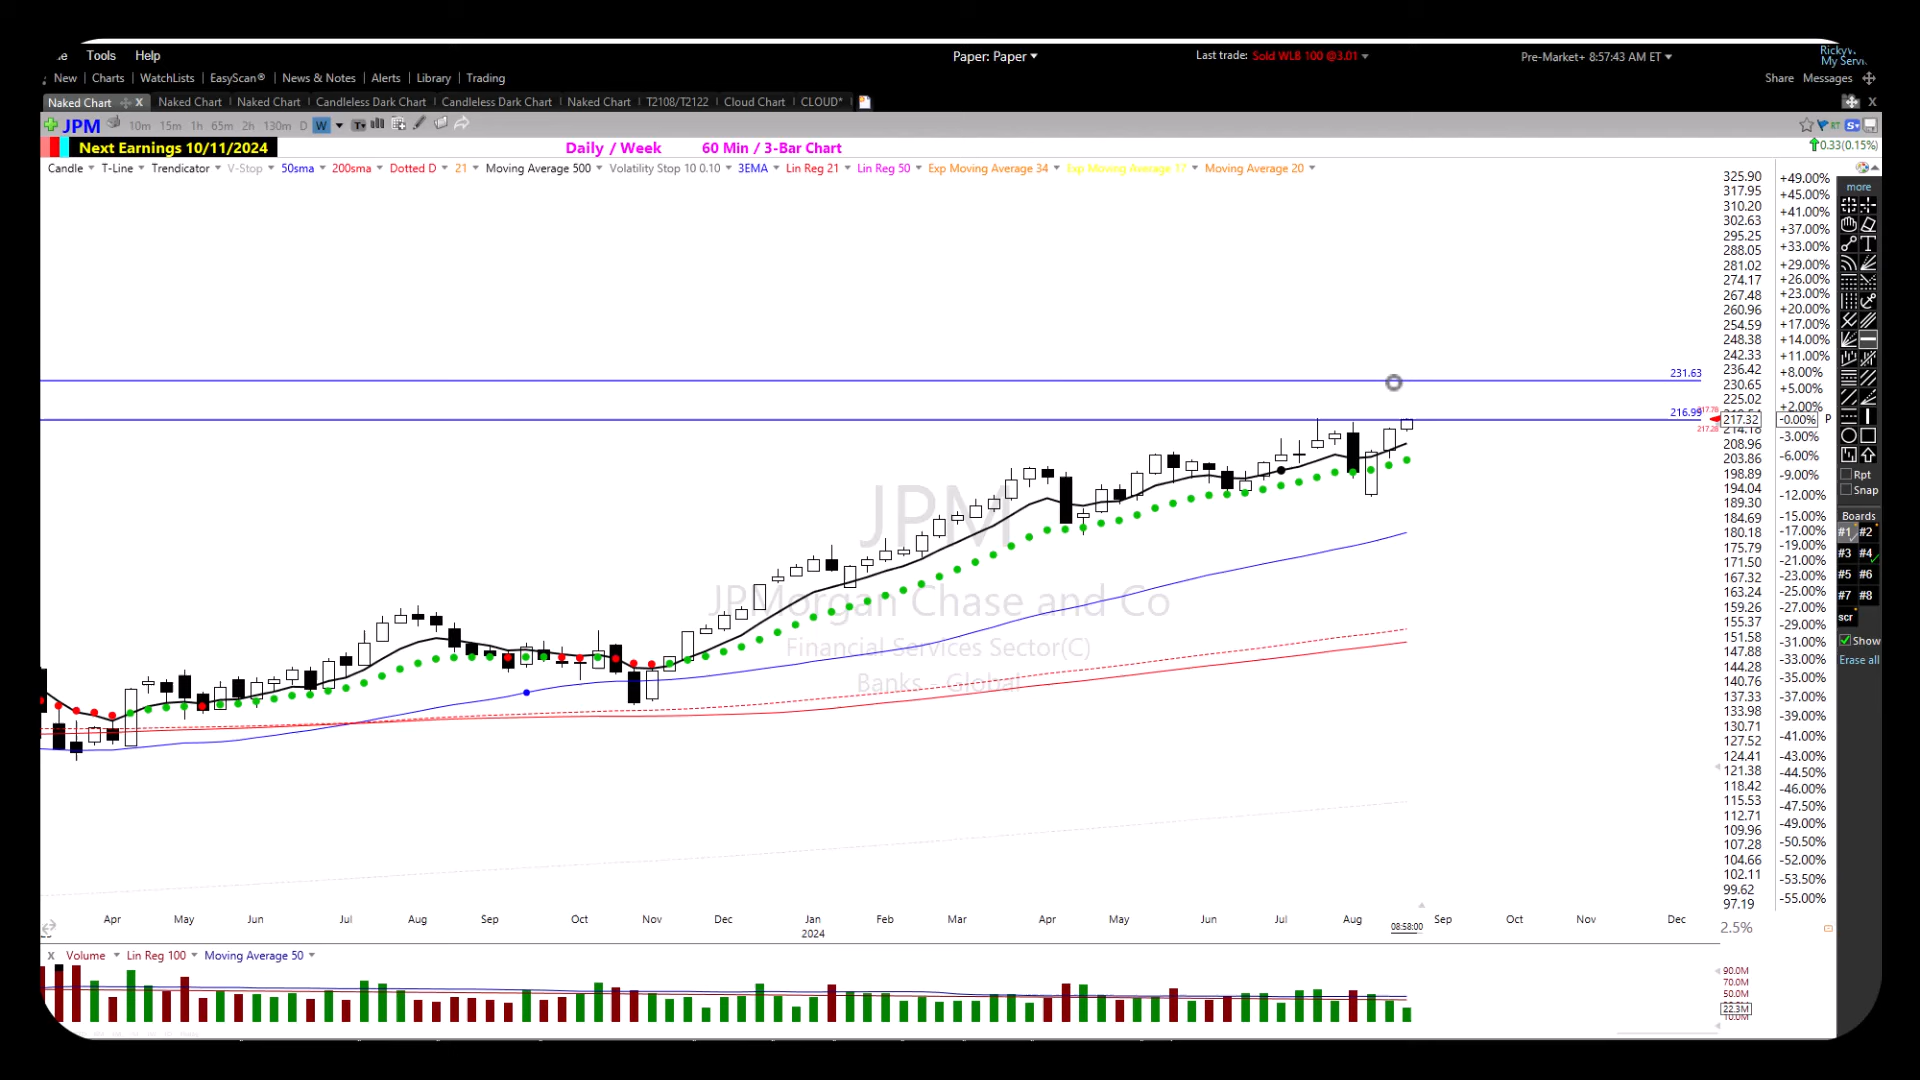 Tools Help Paper: Paper Last trade: Sold WLB 100 @3.01 Pre-Market+ 8:57:43 AM ET
New Charts WatchLists EasyScan® News & Notes Alerts Library Trading Share Messages
Naked Chart X Naked Chart Naked Chart Candleless Dark Chart Candleless Dark Chart Naked Chart T2108/T2122 Cloud Chart CLOUD* X
JPM 10m 15m 1h 65m 2h 130m D W
Next Earnings 10/11/2024 Daily / Week 60 Min / 3-Bar Chart 0.33(0.15%)
Candle T-Line Trendicator V-Stop 50sma 200sma Dotted D 21 Moving Average 500 Volatility Stop 10 0.10 3EMA Lin Reg 21 Lin Reg 50 Exp Moving Average 34 Exp Moving Average 17 Moving Average 20
325.90 +49.00%
317.95 +45.00%
310.20 +41.00%
302.63 +37.00%
295.25 +33.00%
288.05
281.02 +29.00%
274.17 +26.00%
267.48 +23.00%
260.96 +20.00%
254.59 +17.00%
248.38 +14.00%
242.33 +11.00%
236.42 +8.00%
230.65 +5.00%
225.02 +2.00%
231.63
216.99
217.78
217.32 -0.00% P
217.28
214.18 -3.00%
208.96
203.86 -6.00%
198.89 -9.00%
194.04 -12.00%
189.30
184.69 -15.00%
180.18 -17.00%
175.79 -19.00%
171.50 -21.00%
167.32 -23.00%
163.24 -25.00%
159.26 -27.00%
155.37 -29.00%
151.58 -31.00%
147.88 -33.00%
144.28 -35.00%
140.76
137.33 -37.00%
133.98 -39.00%
130.71
127.52 -41.00%
124.41 -43.00%
121.38 -44.50%
118.42 -46.00%
115.53 -47.50%
112.71 -49.00%
109.96
107.28 -50.50%
104.66 -52.00%
102.11 -53.50%
99.62 -55.00%
97.19
JPM
JPMorgan Chase and Co
Financial Services Sector(C)
Banks - Global
more
Rpt
Snap
Boards
#1 #2
#3 #4
#5 #6
#7 #8
scr
Show
Erase all
Apr May Jun Jul Aug Sep Oct Nov Dec Jan Feb Mar Apr May Jun Jul Aug Sep Oct Nov Dec
2024 08:58:00 2.5%
X Volume Lin Reg 100 Moving Average 50
90.0M
70.0M
50.0M
22.3M
10.0M